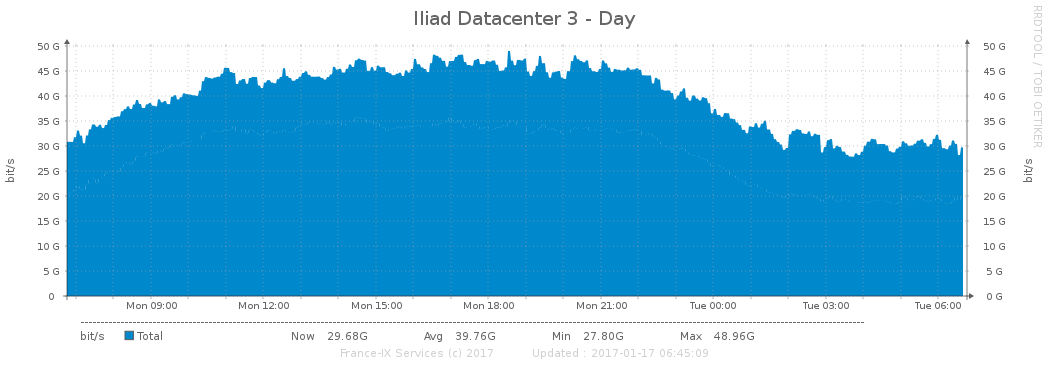 Iliad Datacenter 3 - Day
RRDTOOL / TOBI OETIKER
bit/s
50 G
45 G
40 G
35 G
30 G
25 G
20 G
15 G
10 G
5 G
0
50 G
45 G
40 G
35 G
30 G
25 G
20 G
15 G
10 G
5 G
0 G
bit/s
Mon 09:00 Mon 12:00 Mon 15:00 Mon 18:00 Mon 21:00 Tue 00:00 Tue 03:00 Tue 06:00
bit/s Total Now 29.68G Avg 39.76G Min 27.80G Max 48.96G
France-IX Services (c) 2017 Updated : 2017-01-17 06:45:09